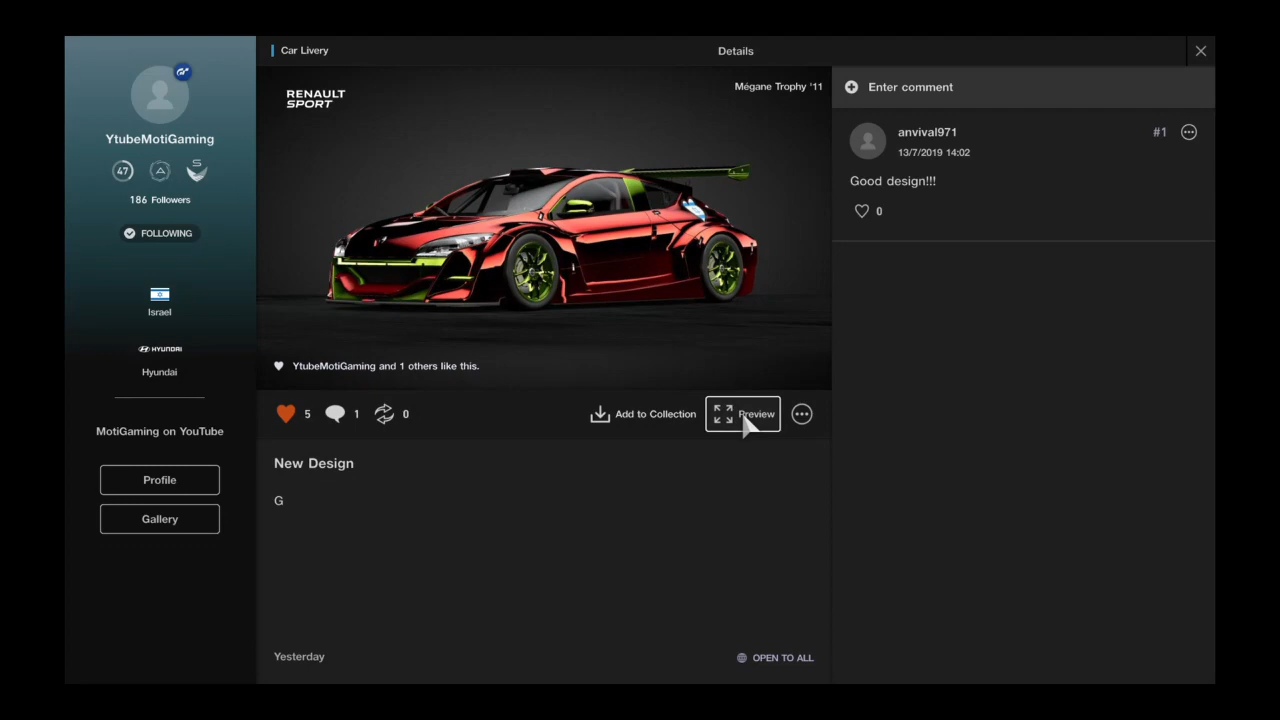 YtubeMotiGaming
47
A
S
186 Followers
FOLLOWING
Israel
HYUNDAI
Hyundai
MotiGaming on YouTube
Profile
Gallery
Car Livery
Details
RENAULT
SPORT
Mégane Trophy '11
YtubeMotiGaming and 1 others like this.
5
1
0
Add to Collection
Preview
New Design
G
Yesterday
OPEN TO ALL
Enter comment
anvival971
#1
13/7/2019 14:02
Good design!!!
0